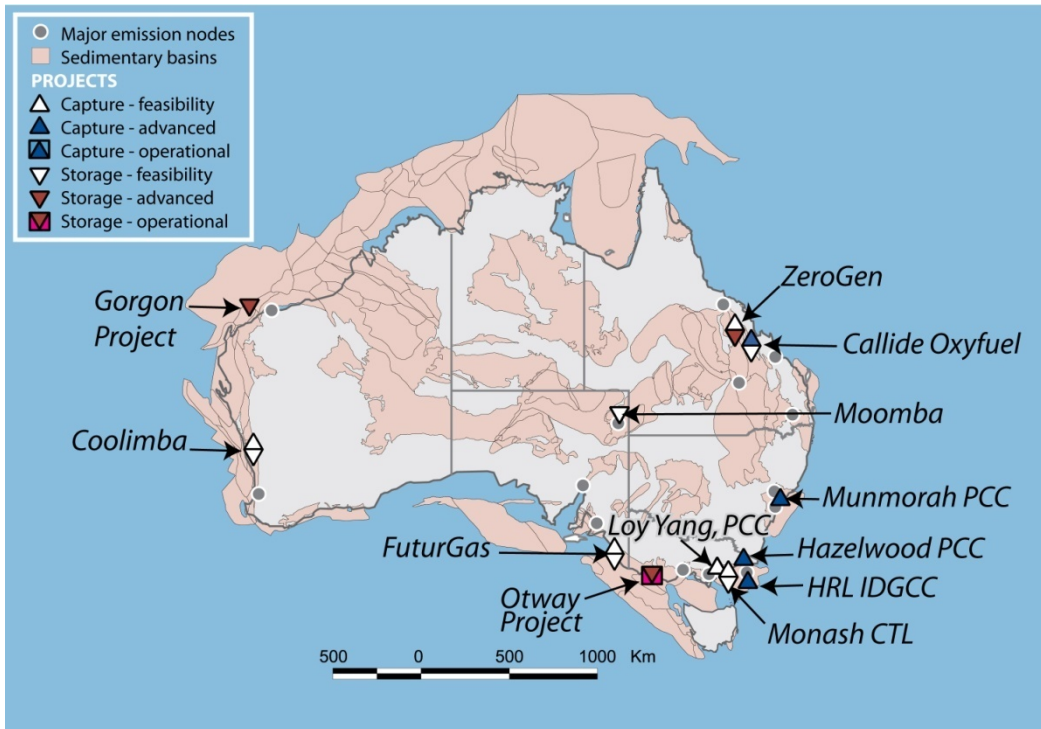 Major emission nodes
Sedimentary basins
PROJECTS
Capture - feasibility
Capture - advanced
Capture - operational
Storage - feasibility
Storage - advanced
Storage - operational
ZeroGen
Gorgon
Project
Callide Oxyfuel
Moomba
Coolimba
Munmorah PCC
Loy Yang, PCC
Hazelwood PCC
FuturGas
HRL IDGCC
Otway
Project
Monash CTL
500 0 500 1000 Km